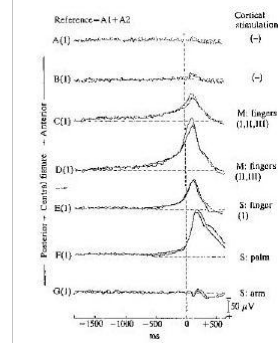 Reference=A1+A2
Cortical
stimulation
A(1)
(-)
B(1)
(-)
C(1)
M: fingers
(I,II,III)
D(1)
M: fingers
(II,III)
E(1)
S: finger
(I)
F(1)
S: palm
G(1)
S: arm
50 μV
Posterior
Central fissure
Anterior
-1500
-1000
-500
0
+500
ms